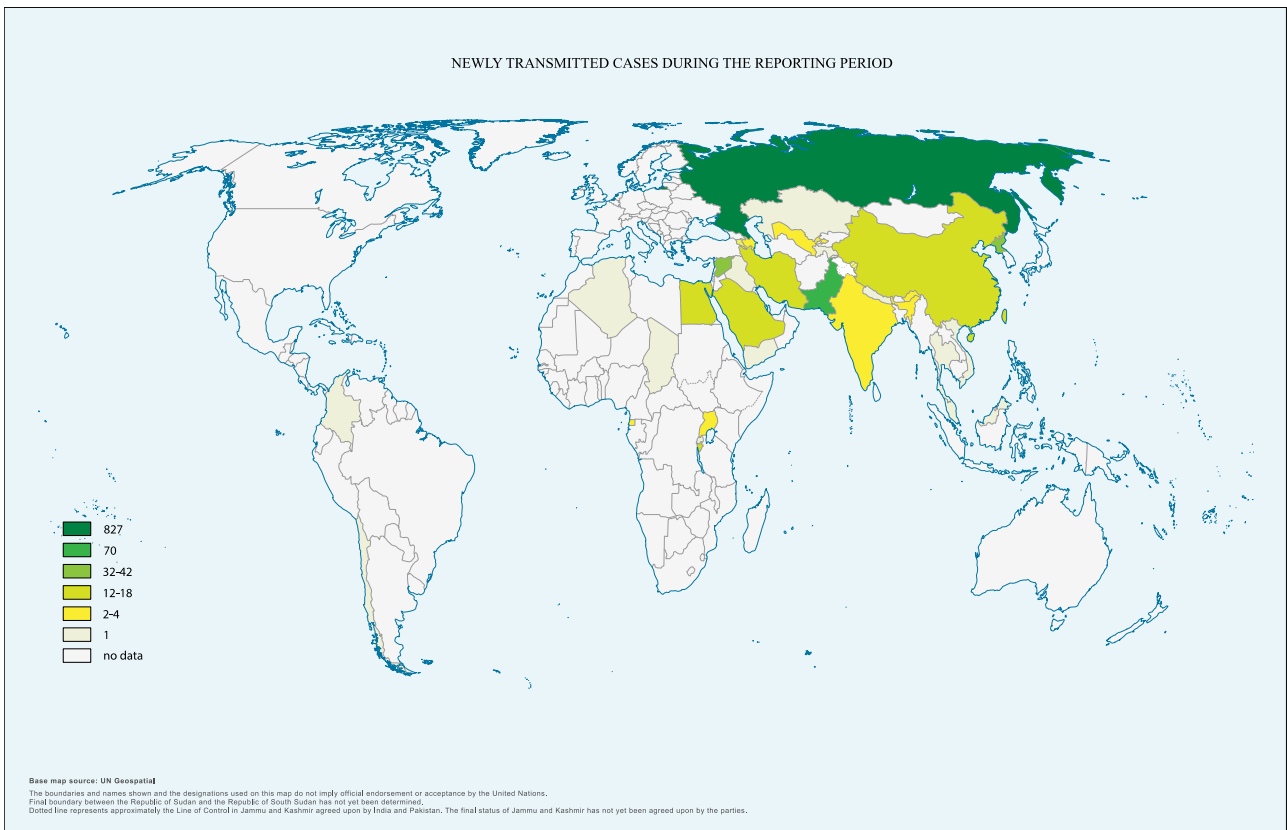 NEWLY TRANSMITTED CASES DURING THE REPORTING PERIOD
827
70
32-42
12-18
2-4
1
no data
Base map source: UN Geospatial
The boundaries and names shown and the designations used on this map do not imply official endorsement or acceptance by the United Nations.
Final boundary between the Republic of Sudan and the Republic of South Sudan has not yet been determined.
Dotted line represents approximately the Line of Control in Jammu and Kashmir agreed upon by India and Pakistan. The final status of Jammu and Kashmir has not yet been agreed upon by the parties.